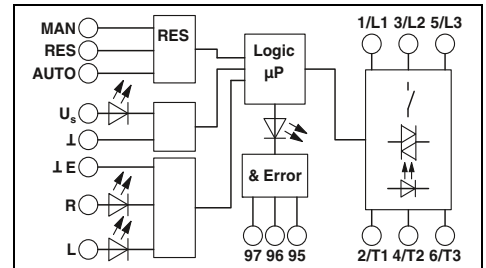 MAN
RES
AUTO
RES
Logic
µP
1/L1 3/L2 5/L3
Us
⊥
⊥ E
R
L
& Error
97 96 95
2/T1 4/T2 6/T3